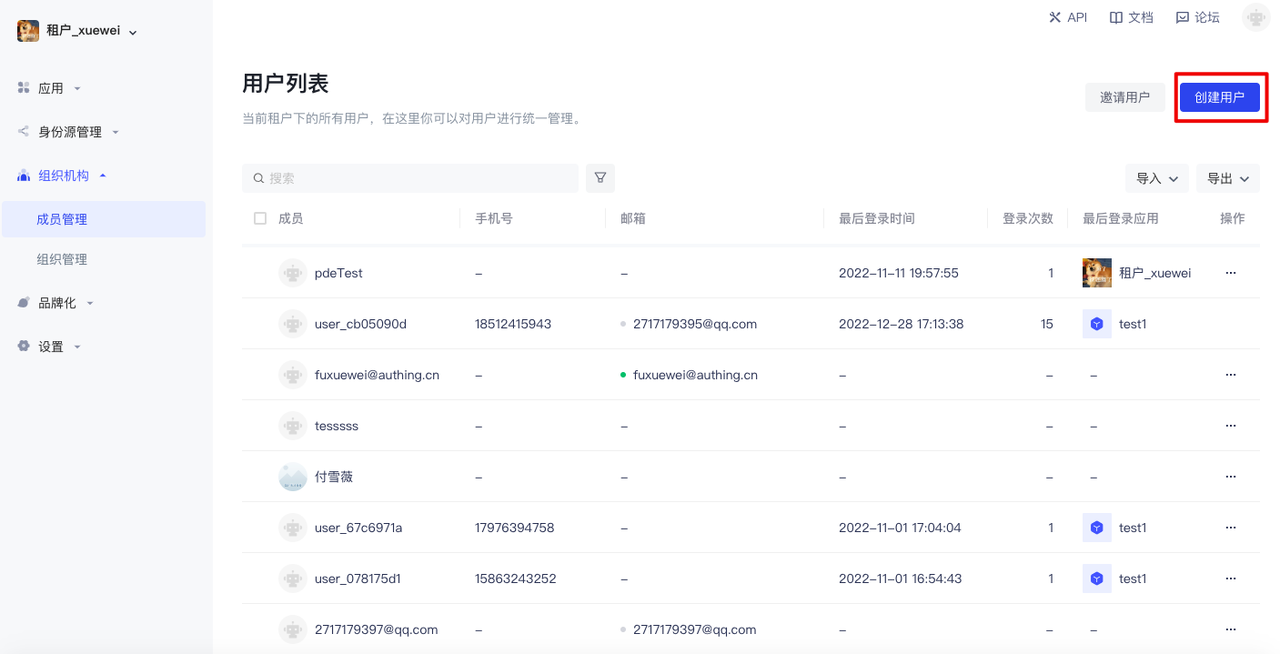 租户_xuewei
API 文档 论坛
应用
身份源管理
组织机构
成员管理
组织管理
品牌化
设置
用户列表
当前租户下的所有用户，在这里你可以对用户进行统一管理。
邀请用户 创建用户
搜索
导入 导出
成员 手机号 邮箱 最后登录时间 登录次数 最后登录应用 操作
pdeTest – – 2022-11-11 19:57:55 1 租户_xuewei ···
user_cb05090d 18512415943 2717179395@qq.com 2022-12-28 17:13:38 15 test1
fuxuewei@authing.cn – fuxuewei@authing.cn – – – ···
tesssss – – – – – ···
付雪薇 – – – – – ···
user_67c6971a 17976394758 – 2022-11-01 17:04:04 1 test1 ···
user_078175d1 15863243252 – 2022-11-01 16:54:43 1 test1 ···
2717179397@qq.com – 2717179397@qq.com – – – ···